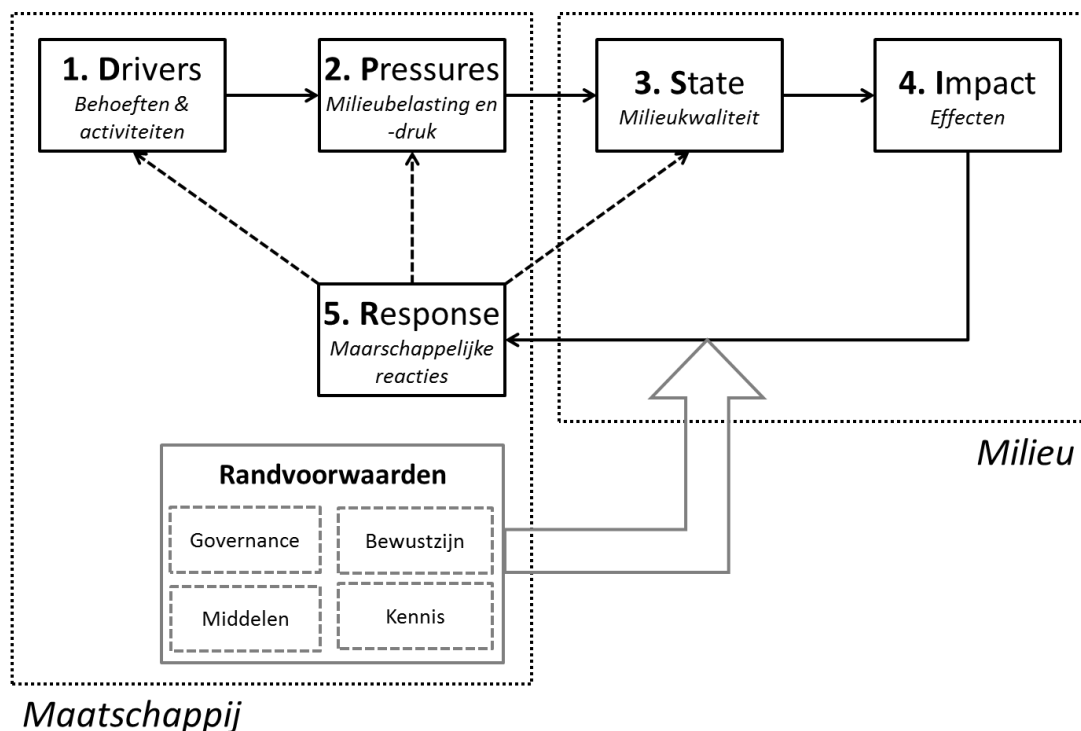 1. Drivers
Behoeften &
activiteiten
2. Pressures
Milieubelasting en
-druk
3. State
Milieukwaliteit
4. Impact
Effecten
5. Response
Maarschappelijke
reacties
Milieu
Randvoorwaarden
Governance
Bewustzijn
Middelen
Kennis
Maatschappij